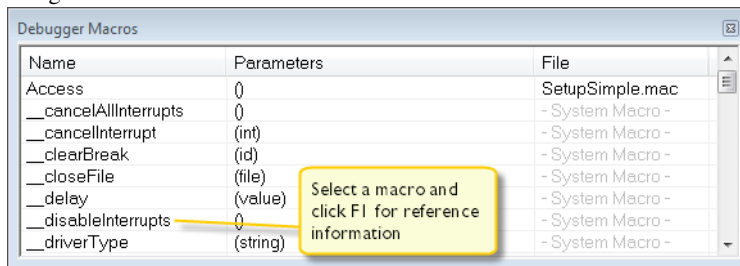 Debugger Macros
Name Parameters File
Access () SetupSimple.mac
__cancelAllInterrupts () - System Macro -
__cancelInterrupt (int) - System Macro -
__clearBreak (id) - System Macro -
__closeFile (file) - System Macro -
__delay (value) - System Macro -
__disableInterrupts () - System Macro -
__driverType (string) - System Macro -
Select a macro and
click F1 for reference
information